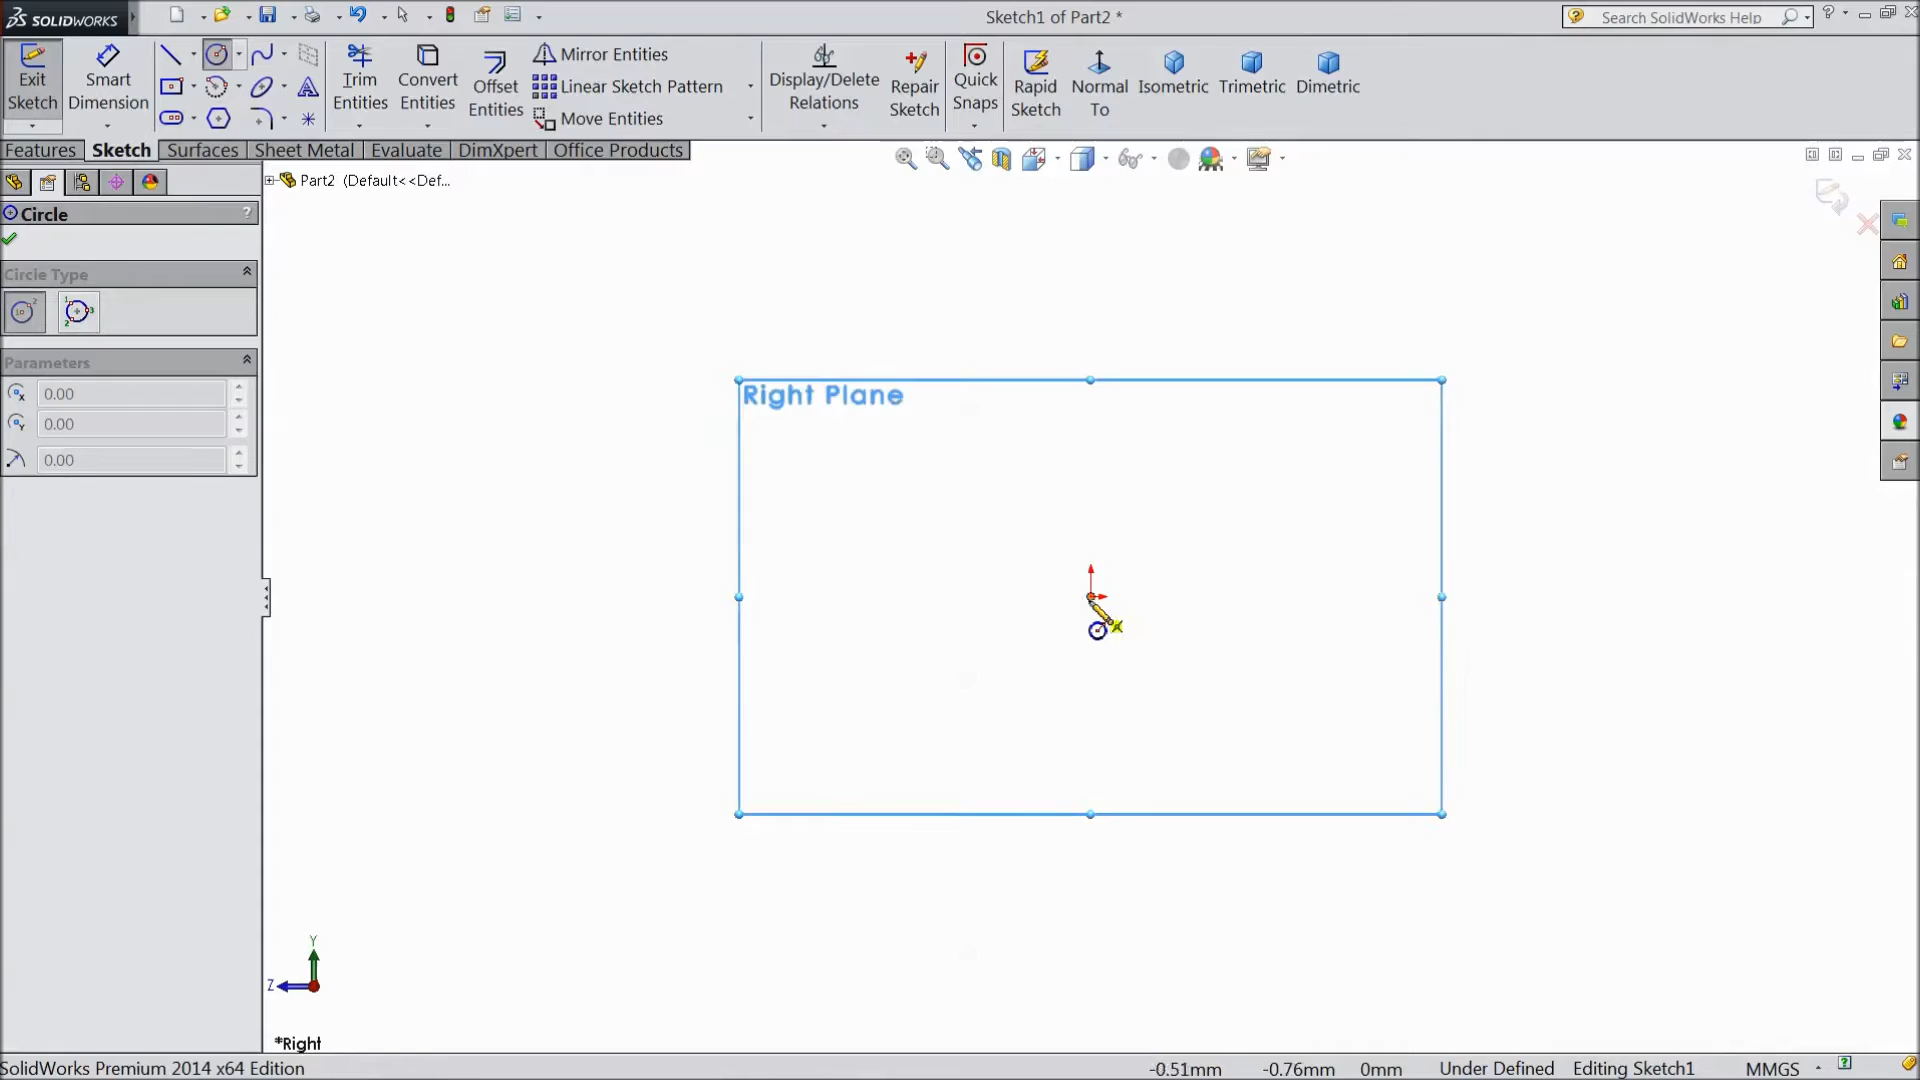 SOLIDWORKS
Sketch1 of Part2 *
Search SolidWorks Help
Exit Sketch
Smart Dimension
Trim Entities
Convert Entities
Offset Entities
Mirror Entities
Linear Sketch Pattern
Move Entities
Display/Delete Relations
Repair Sketch
Quick Snaps
Rapid Sketch
Normal To
Isometric
Trimetric
Dimetric
Features
Sketch
Surfaces
Sheet Metal
Evaluate
DimXpert
Office Products
Part2 (Default<<Def...
Circle
?
Circle Type
Parameters
0.00
0.00
0.00
Right Plane
Y
Z
*Right
SolidWorks Premium 2014 x64 Edition
-0.51mm
-0.76mm
0mm
Under Defined
Editing Sketch1
MMGS